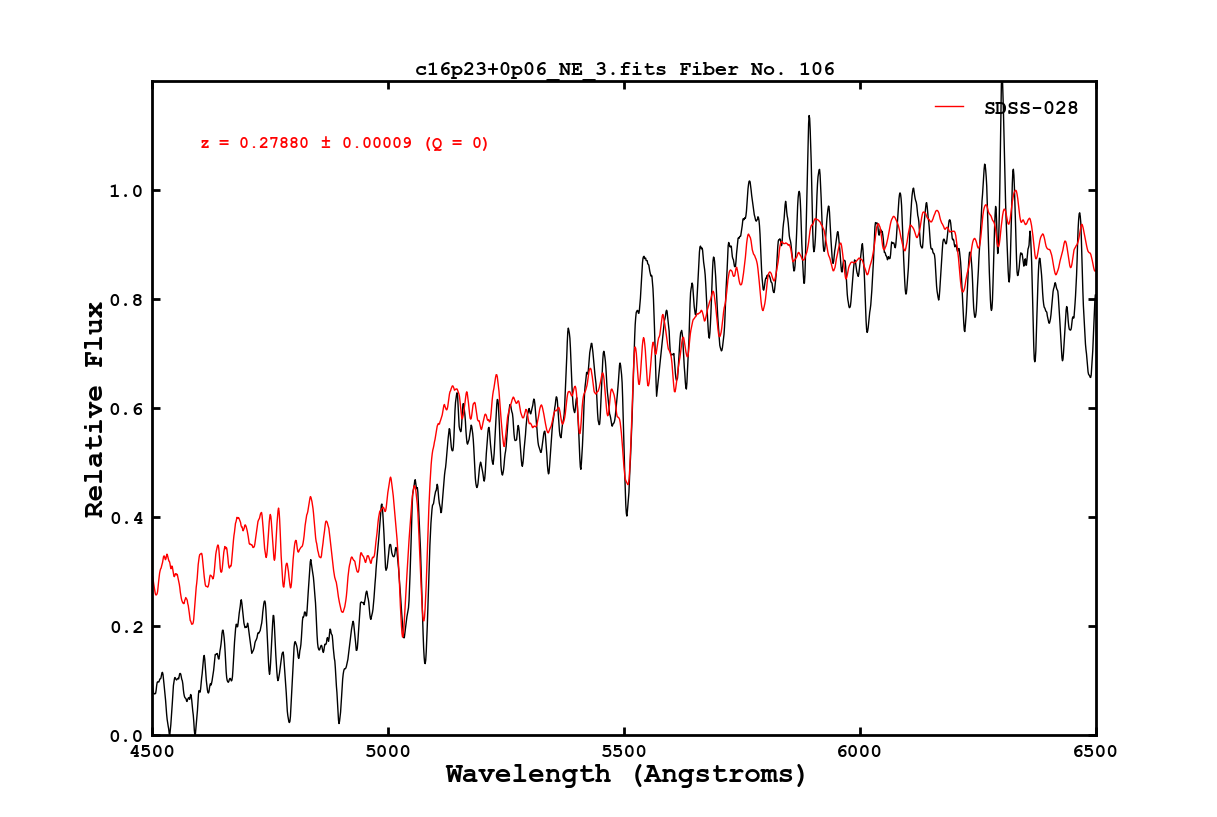 c16p23+0p06_NE_3.fits Fiber No. 106
SDSS-028
z = 0.27880 ± 0.00009 (Q = 0)
1.0
0.8
0.6
0.4
0.2
0.0
Relative Flux
4500 5000 5500 6000 6500
Wavelength (Angstroms)